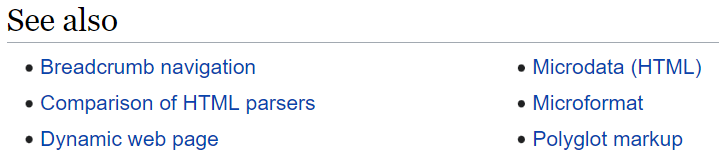 See also
Breadcrumb navigation
Comparison of HTML parsers
Dynamic web page
Microdata (HTML)
Microformat
Polyglot markup